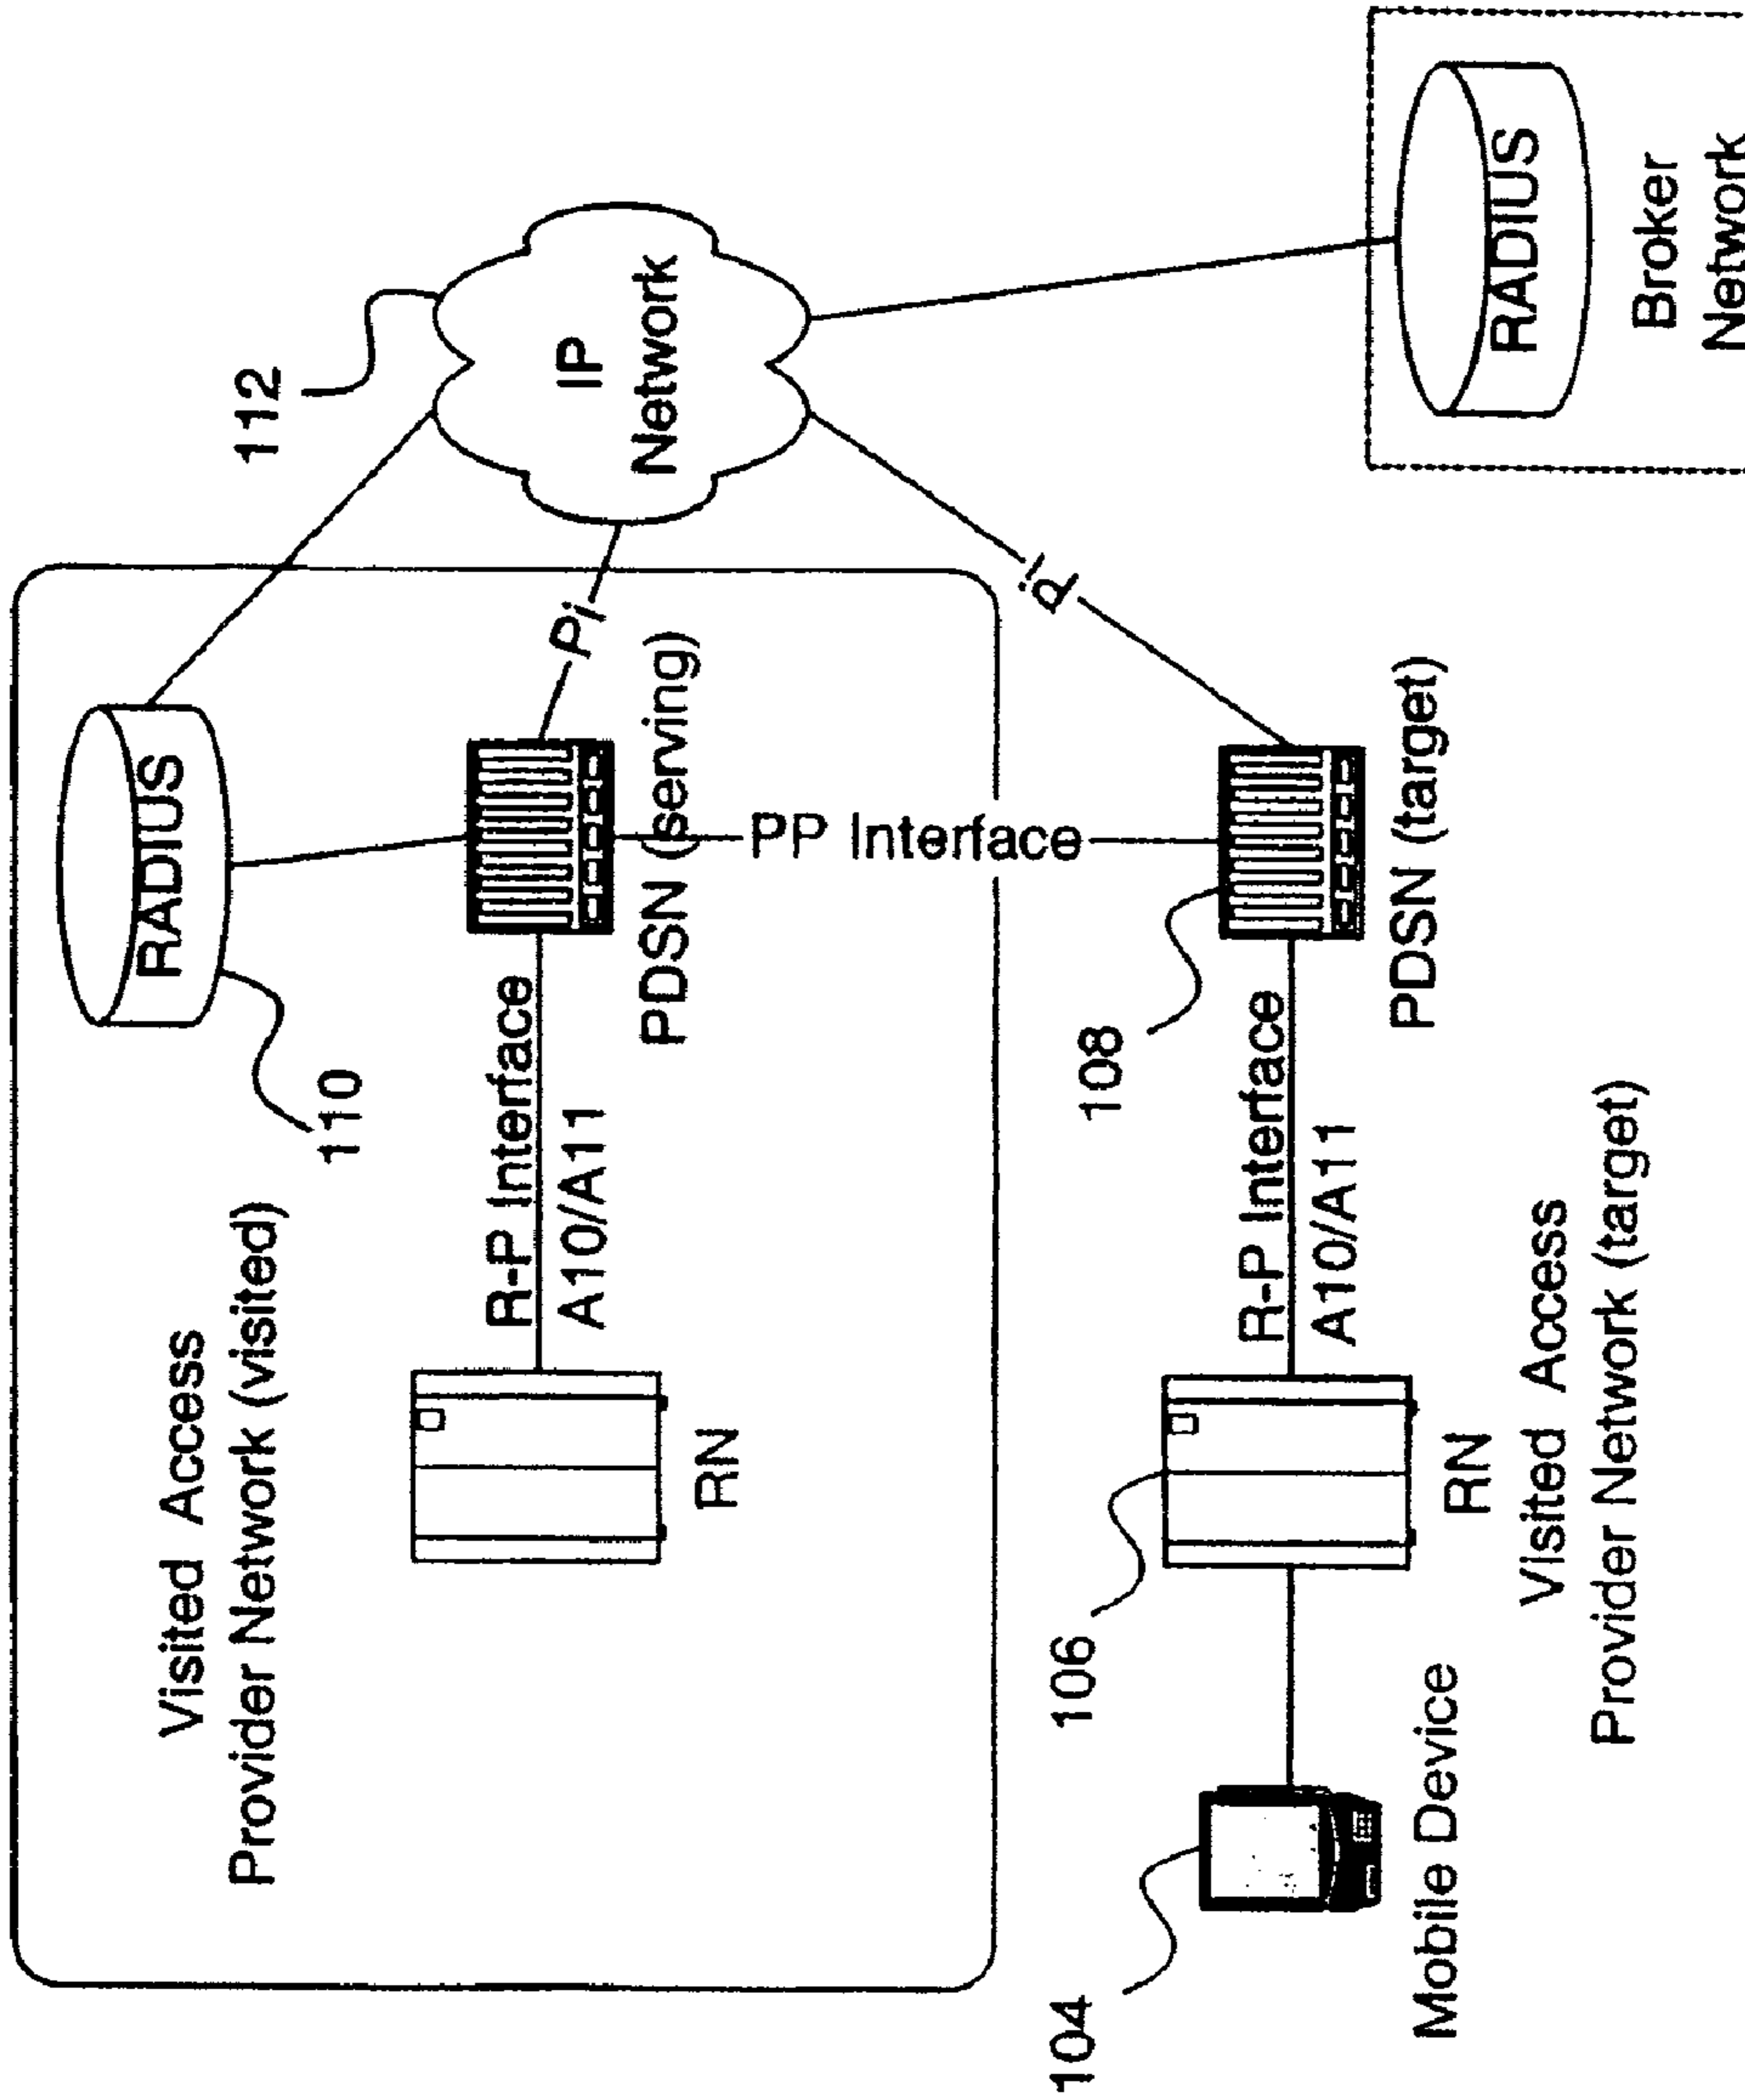 Visited Access
Provider Network (visited)
110
RADIUS
112
R-P Interface
A10/A11
RN
PDSN (serving)
Pi
IP
Network
PP Interface
104
106
108
Mobile Device
R-P Interface
A10/A11
RN
PDSN (target)
Pi
Visited Access
Provider Network (target)
RADIUS
Broker
Network